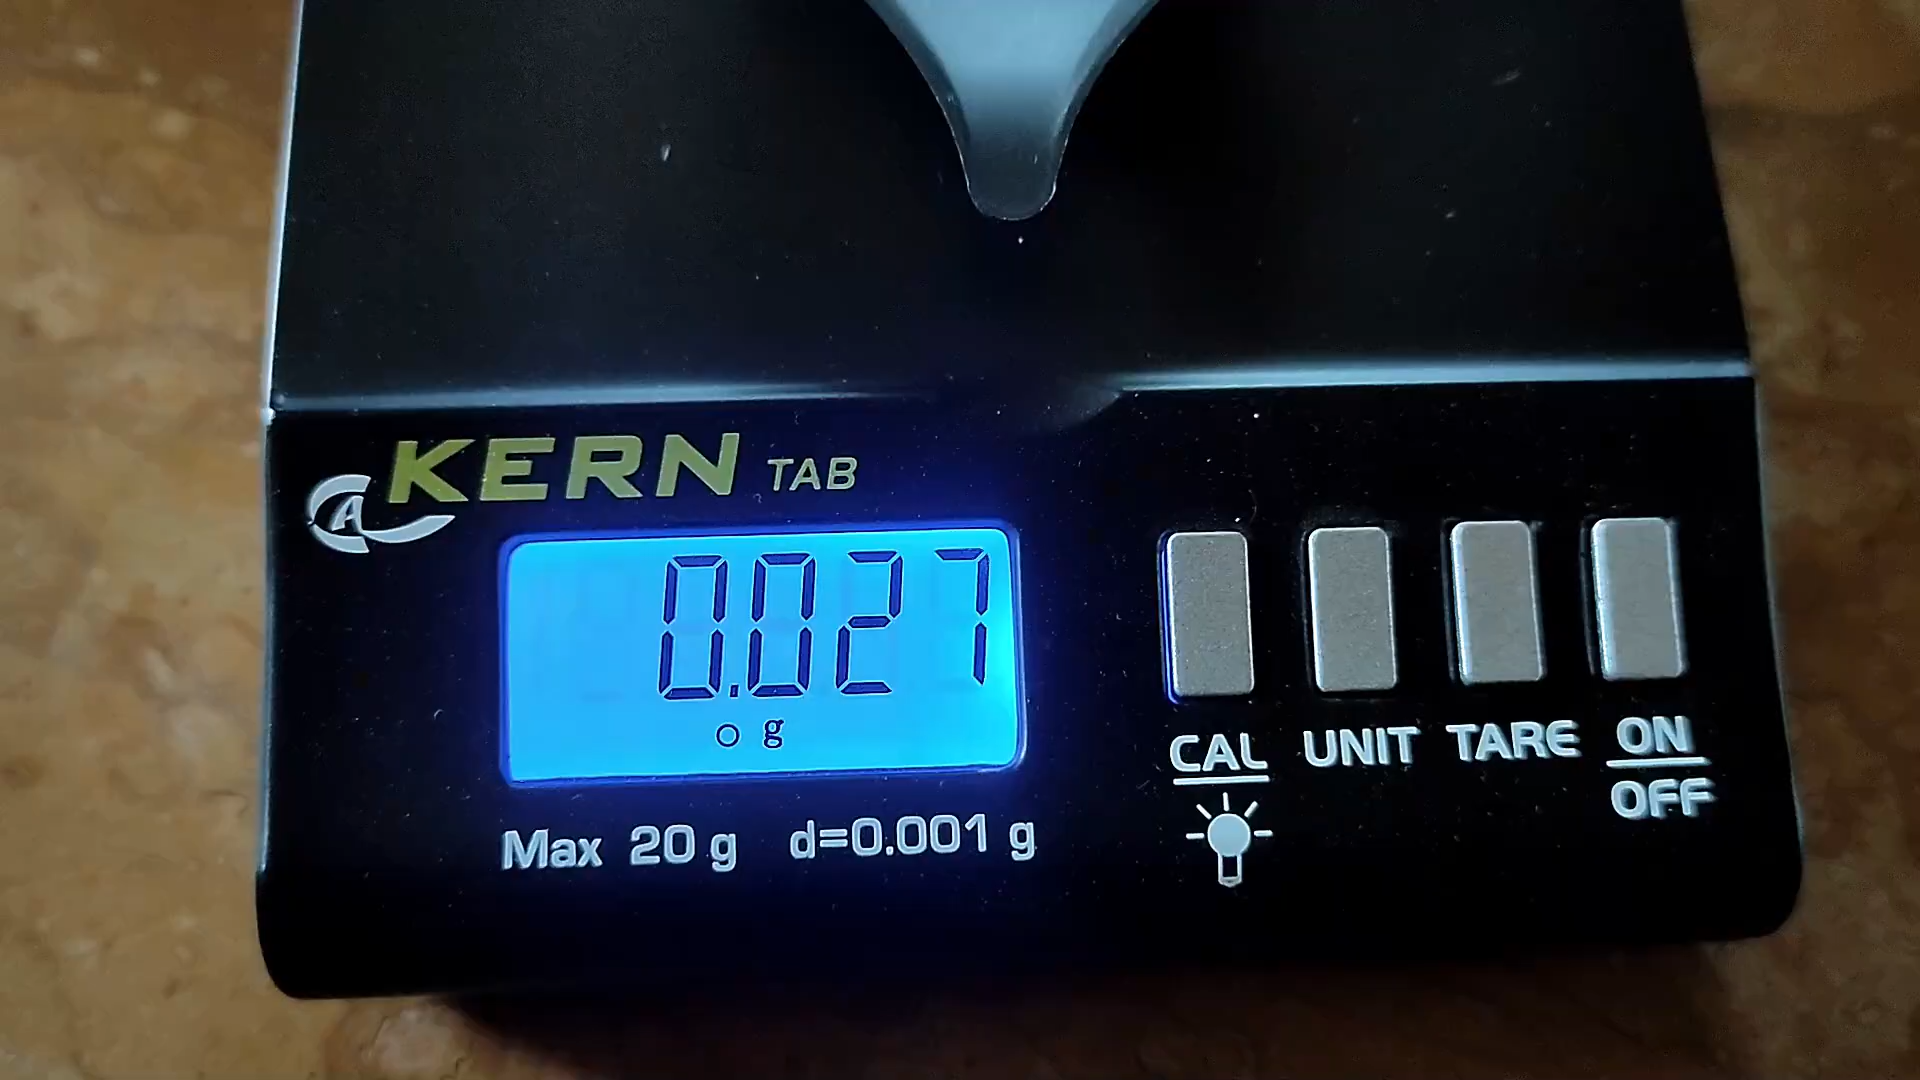 KERN TAB
0.027
g
Max 20 g d=0.001 g
CAL UNIT TARE ON
OFF